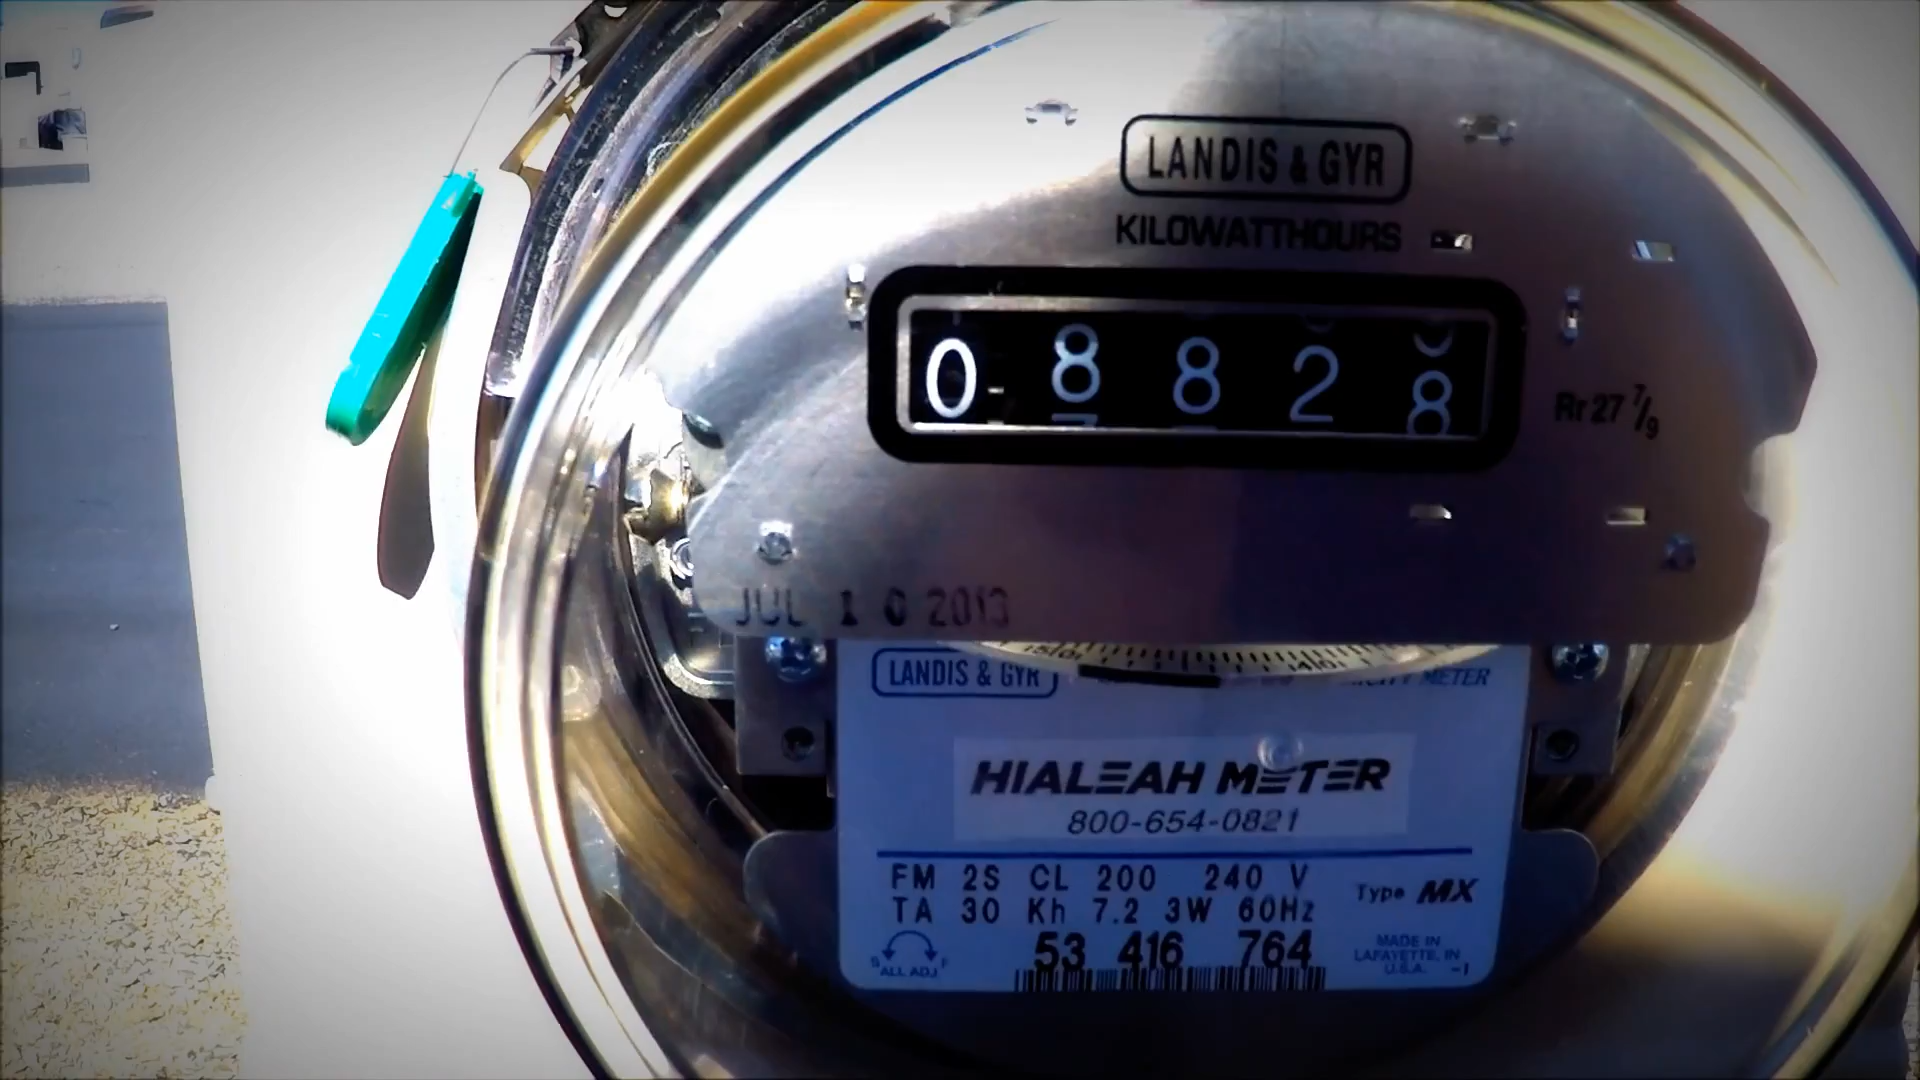 LANDIS & GYR
KILOWATTHOURS
0 8 8 2 8
Rr 27 7/9
JUL 10 2013
LANDIS & GYR
METER
HIALEAH METER
800-654-0821
FM 2S CL 200 240 V
TA 30 Kh 7.2 3W 60Hz
Type MX
53 416 764
S F
ALL ADJ
MADE IN
LAFAYETTE, IN
U.S.A. -1